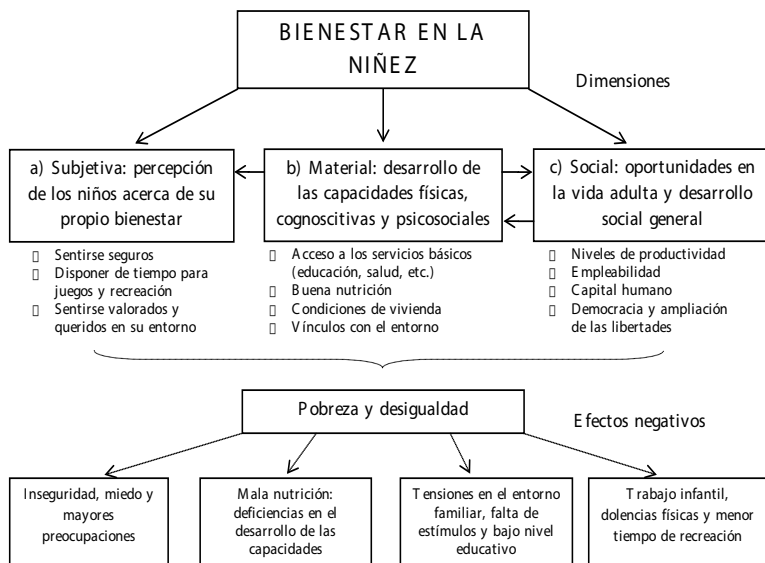 BIENESTAR EN LA
NIÑEZ
Dimensiones
a) Subjetiva: percepción
de los niños acerca de su
propio bienestar
b) Material: desarrollo de
las capacidades físicas,
cognoscitivas y psicosociales
c) Social: oportunidades en
la vida adulta y desarrollo
social general
▯ Sentirse seguros
▯ Disponer de tiempo para
juegos y recreación
▯ Sentirse valorados y
queridos en su entorno
▯ Acceso a los servicios básicos
(educación, salud, etc.)
▯ Buena nutrición
▯ Condiciones de vivienda
▯ Vínculos con el entorno
▯ Niveles de productividad
▯ Empleabilidad
▯ Capital humano
▯ Democracia y ampliación
de las libertades
Pobreza y desigualdad
Efectos negativos
Inseguridad, miedo y
mayores
preocupaciones
Mala nutrición:
deficiencias en el
desarrollo de las
capacidades
Tensiones en el entorno
familiar, falta de
estímulos y bajo nivel
educativo
Trabajo infantil,
dolencias físicas y menor
tiempo de recreación